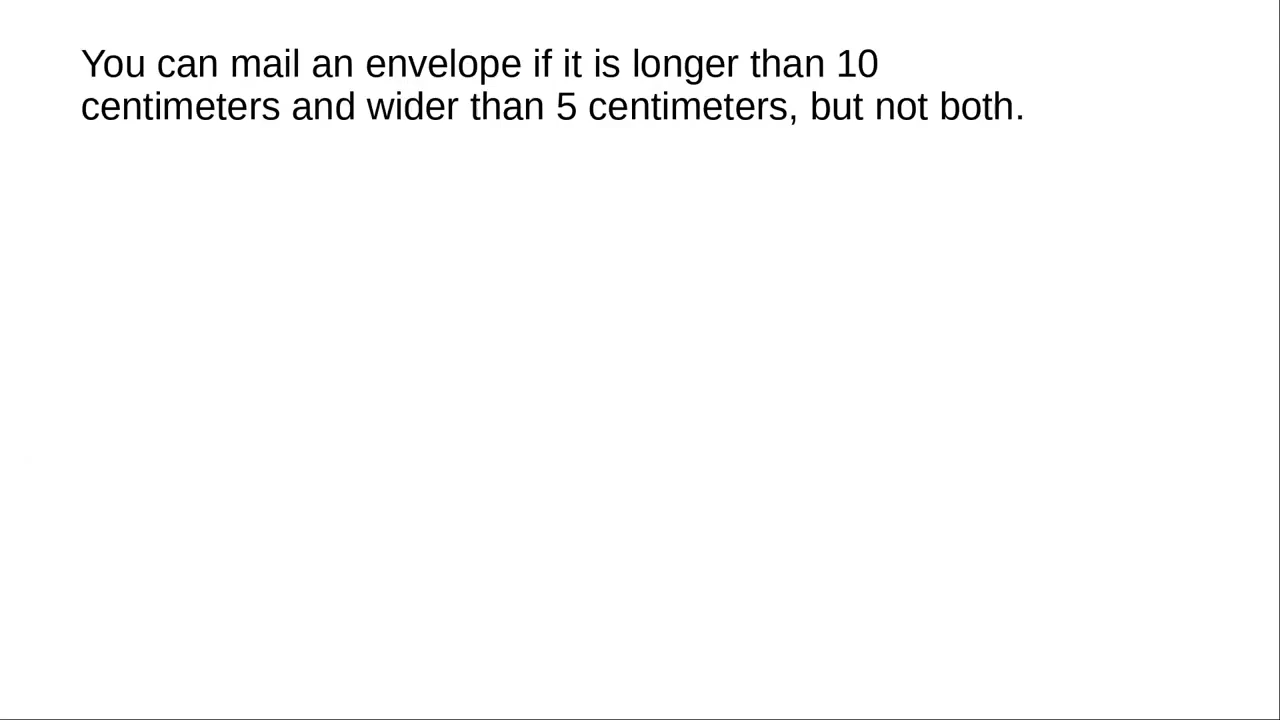 You can mail an envelope if it is longer than 10
centimeters and wider than 5 centimeters, but not both.